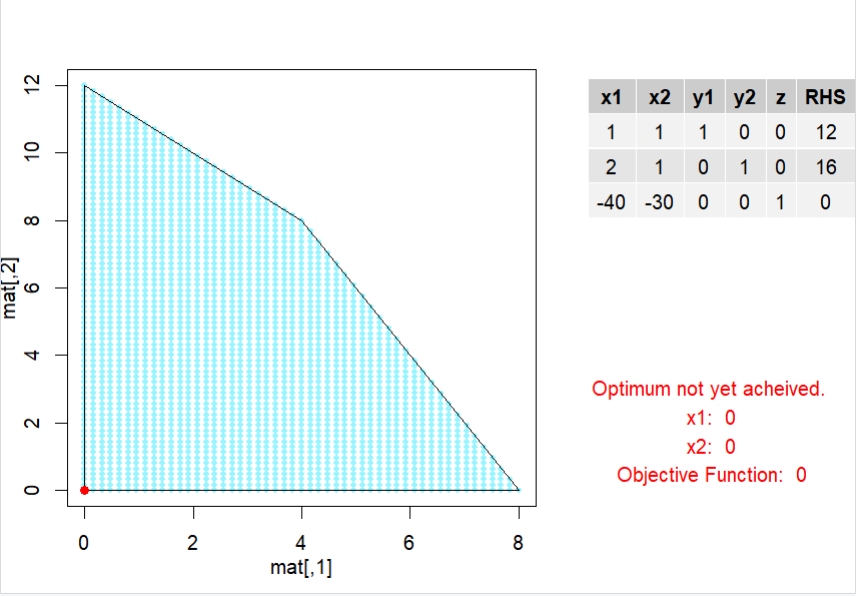 12
10
8
6
4
2
0
mat[,2]
0 2 4 6 8
mat[,1]
x1 x2 y1 y2 z RHS
1 1 1 0 0 12
2 1 0 1 0 16
-40 -30 0 0 1 0
Optimum not yet acheived.
x1: 0
x2: 0
Objective Function: 0